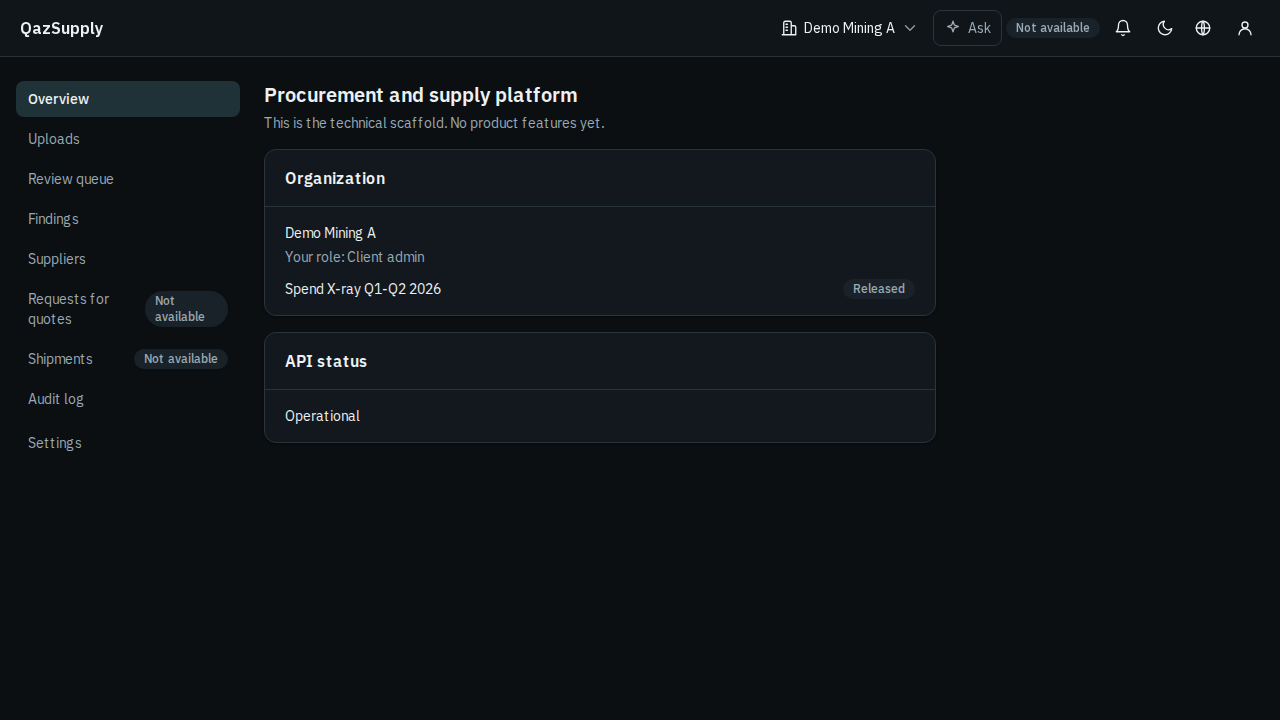 QazSupply
Demo Mining A
Ask
Not available
Overview
Uploads
Review queue
Findings
Suppliers
Requests for
quotes
Not
available
Shipments
Not available
Audit log
Settings
Procurement and supply platform
This is the technical scaffold. No product features yet.
Organization
Demo Mining A
Your role: Client admin
Spend X-ray Q1-Q2 2026
Released
API status
Operational